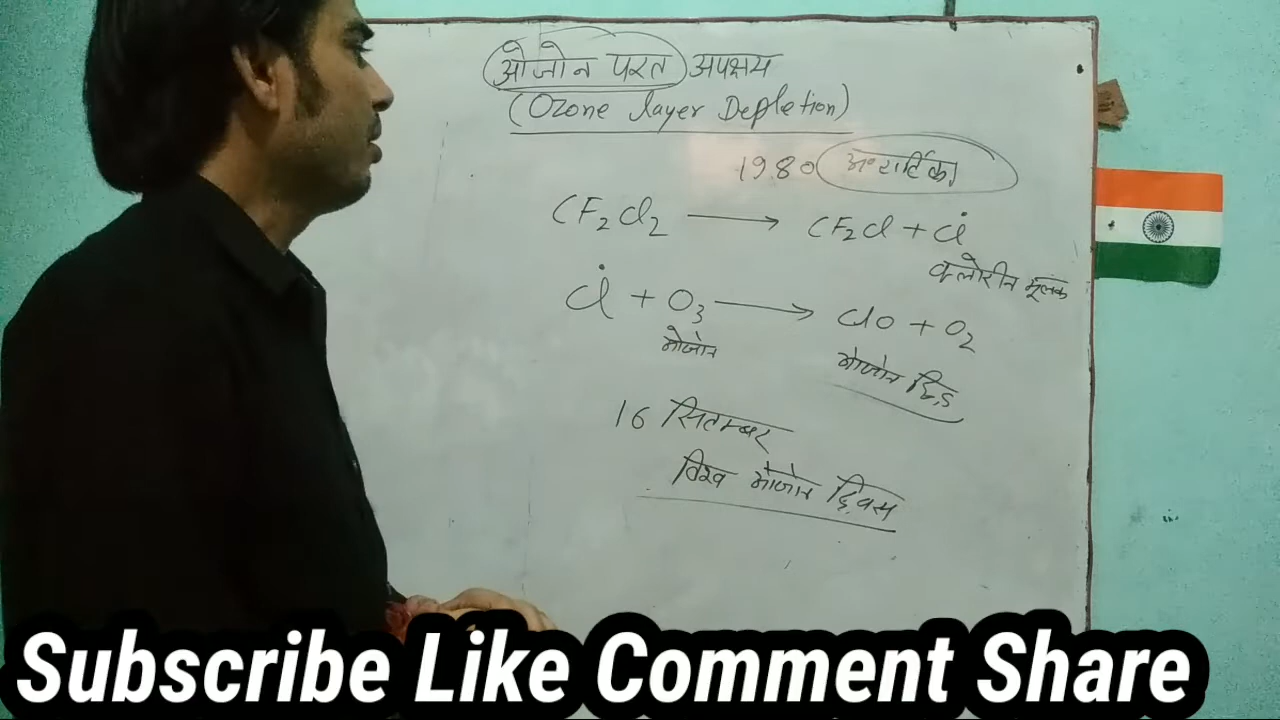 ओजोन परत अपक्षय
(Ozone layer Depletion)
1980 अंटार्टिका
CF₂Cl₂ ⟶ CF₂Cl + Cl̇
क्लोरीन मूलक
Cl̇ + O₃ ⟶ ClO + O₂
ओजोन
ओजोन छिद्र
16 सितम्बर
विश्व ओजोन दिवस
Subscribe Like Comment Share